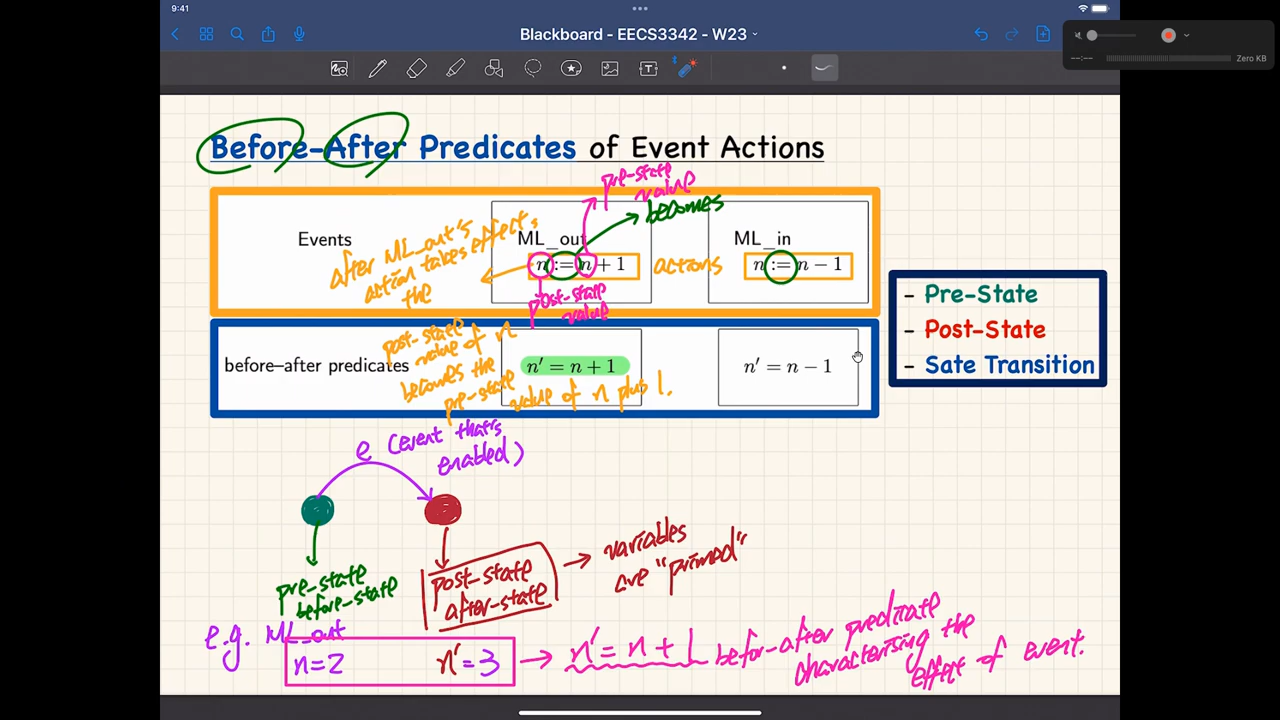 9:41
Blackboard - EECS3342 - W23
--:--
Zero KB
Before-After Predicates of Event Actions
pre-state
value
becomes
Events
ML_out
ML_in
after ML_out's
action takes effect,
the
n := n + 1
actions
n := n − 1
post-state
value
- Pre-State
- Post-State
- Sate Transition
post-state
value of n
before–after predicates
n′ = n + 1
n′ = n − 1
becomes the
pre-state
value of n plus 1.
e (event that's
enabled)
pre-state
before-state
post-state
after-state
variables
are "primed"
e.g. ML_out
n=2
n'=3
n' = n + 1
befor-after predicate
characterising the
effect of event.